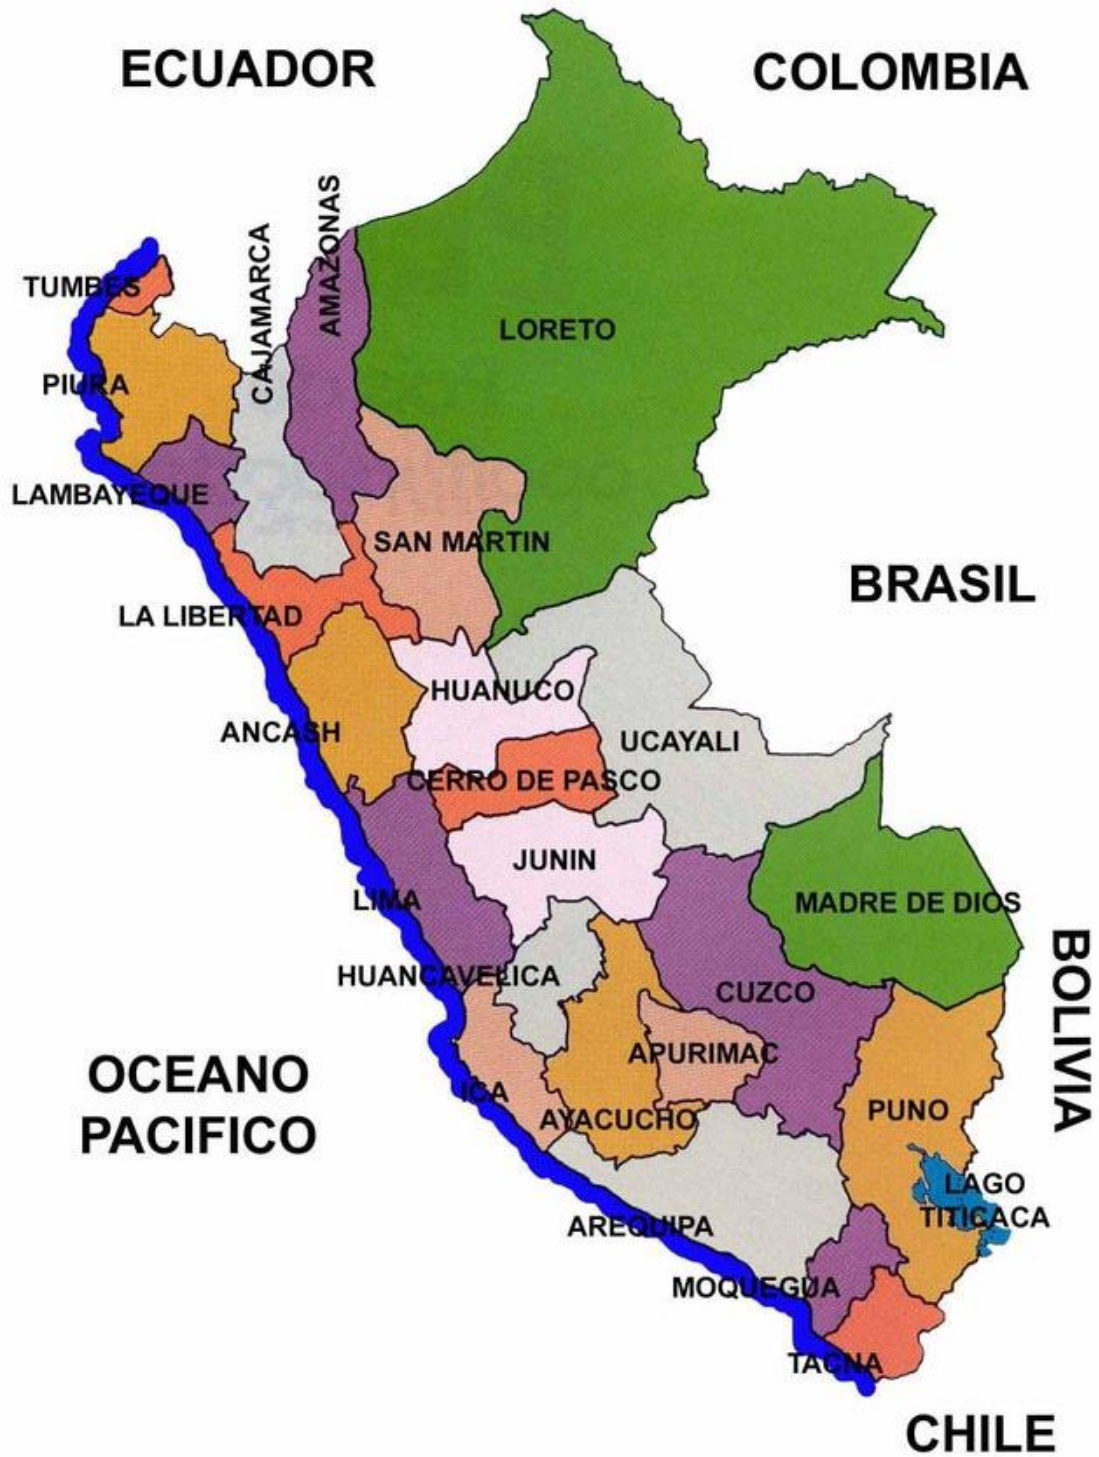 ECUADOR
COLOMBIA
AMAZONAS
CAJAMARCA
TUMBES
LORETO
PIURA
LAMBAYEQUE
SAN MARTIN
BRASIL
LA LIBERTAD
HUANUCO
ANCASH
UCAYALI
CERRO DE PASCO
JUNIN
LIMA
MADRE DE DIOS
HUANCAVELICA
CUZCO
BOLIVIA
OCEANO
PACIFICO
APURIMAC
ICA
AYACUCHO
PUNO
LAGO
TITICACA
AREQUIPA
MOQUEGUA
TACNA
CHILE